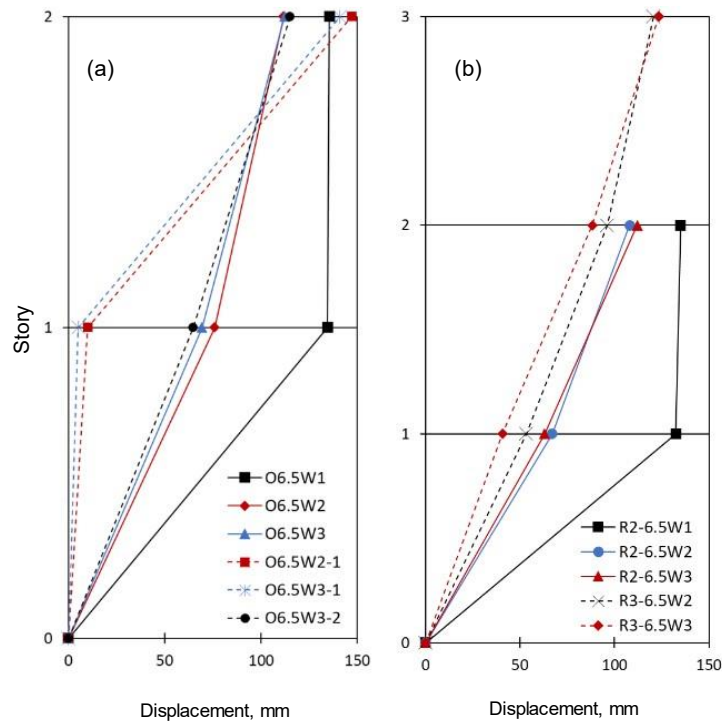 2
(a)
Story
1
0
O6.5W1
O6.5W2
O6.5W3
O6.5W2-1
O6.5W3-1
O6.5W3-2
0
50
100
150
Displacement, mm
3
(b)
2
1
0
R2-6.5W1
R2-6.5W2
R2-6.5W3
R3-6.5W2
R3-6.5W3
0
50
100
150
Displacement, mm